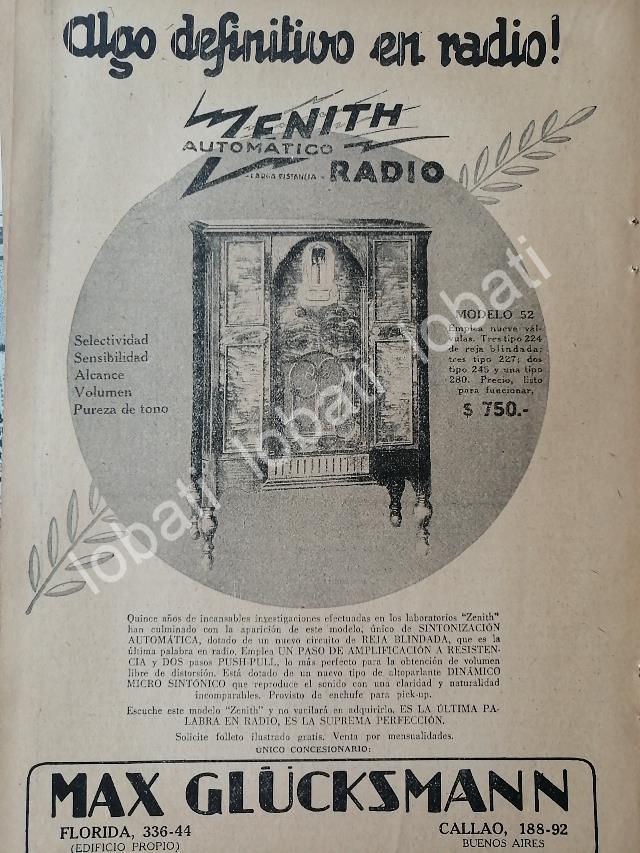 Algo definitivo en radio!
ZENITH
AUTOMATICO
-LARGA DISTANCIA-
RADIO
Selectividad
Sensibilidad
Alcance
Volumen
Pureza de tono
MODELO 52
Emplea nueve vál-
vulas. Tres tipo 224
de reja blindada;
tres tipo 227; dos
tipo 245 y una tipo
280. Precio, listo
para funcionar,
$ 750.-
lobati lobati lobati lobati
Quince años de incansables investigaciones efectuadas en los laboratorios "Zenith"
han culminado con la aparición de este modelo, único de SINTONIZACIÓN
AUTOMÁTICA, dotado de un nuevo circuito de REJA BLINDADA, que es la
última palabra en radio. Emplea UN PASO DE AMPLIFICACIÓN A RESISTEN-
CIA y DOS pasos PUSH-PULL, lo más perfecto para la obtención de volumen
libre de distorsión. Está dotado de un nuevo tipo de altoparlante DINÁMICO
MICRO SINTÓNICO que reproduce el sonido con una claridad y naturalidad
incomparables. Provisto de enchufe para pick-up.
Escuche este modelo "Zenith" y no vacilará en adquirirlo. ES LA ÚLTIMA PA-
LABRA EN RADIO, ES LA SUPREMA PERFECCIÓN.
Solicite folleto ilustrado gratis. Venta por mensualidades.
ÚNICO CONCESIONARIO:
MAX GLÜCKSMANN
FLORIDA, 336-44
(EDIFICIO PROPIO)
CALLAO, 188-92
BUENOS AIRES